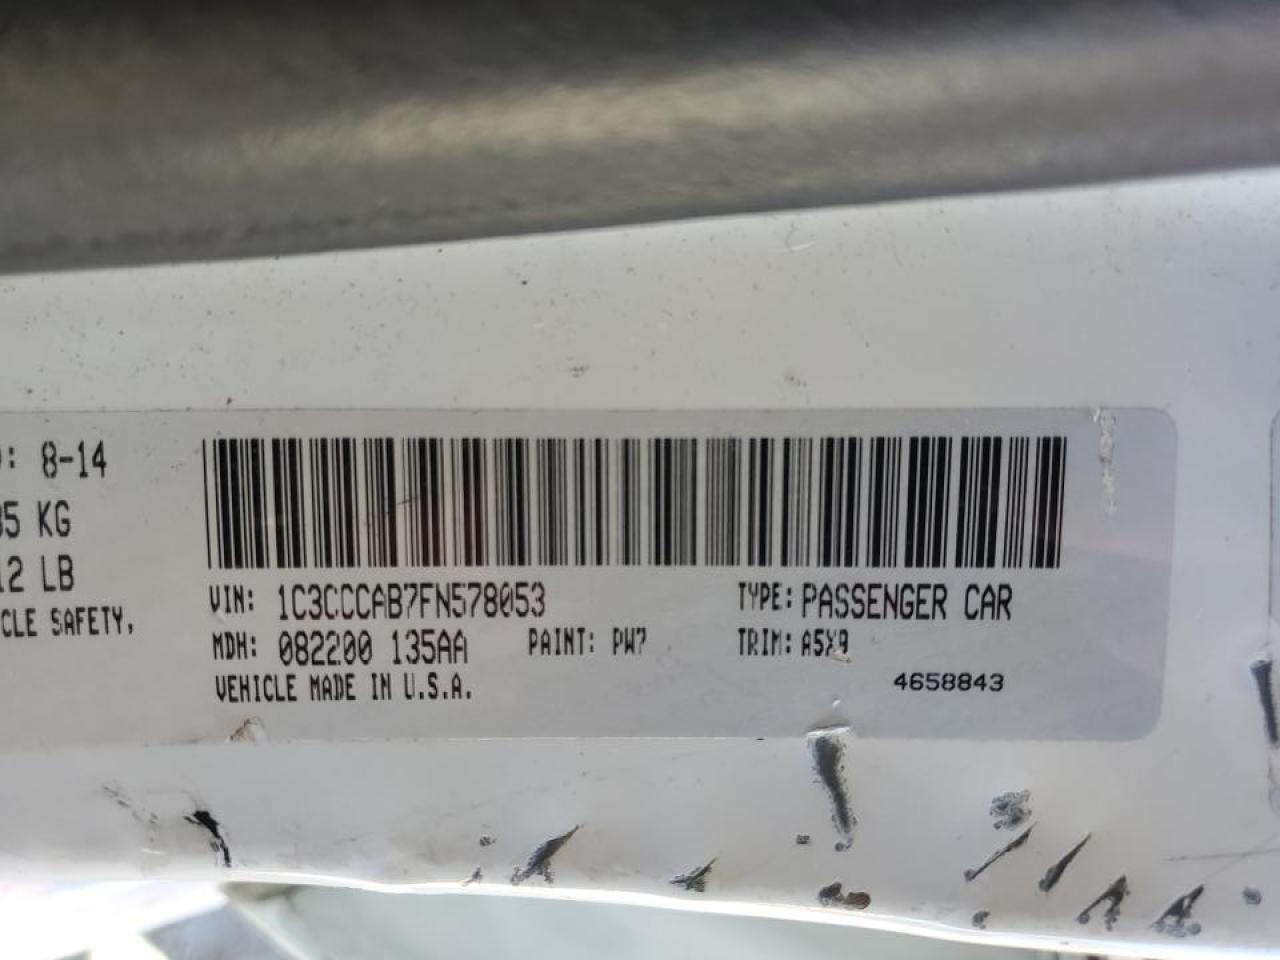 : 8-14
35 KG
12 LB
CLE SAFETY,
VIN: 1C3CCCAB7FN578053
TYPE: PASSENGER CAR
MDH: 082200 135AA
PAINT: PW7
TRIM: A5X9
VEHICLE MADE IN U.S.A.
4658843